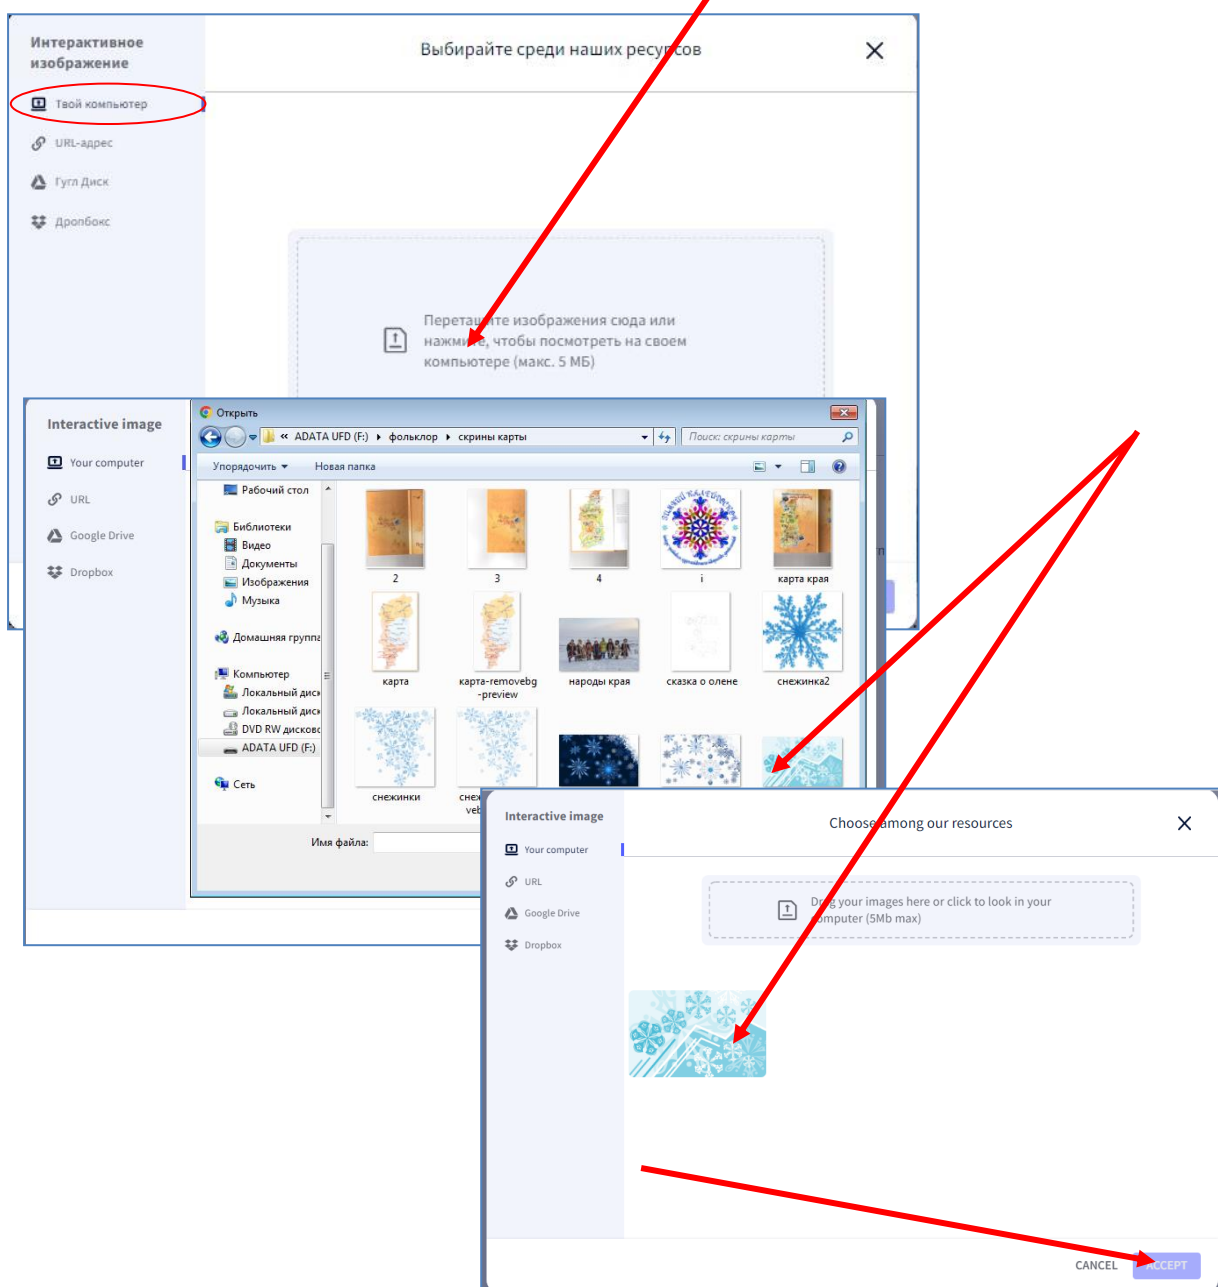 Интерактивное
изображение
Выбирайте среди наших ресурсов
Твой компьютер
URL-адрес
Гугл Диск
Дропбокс
Перетащите изображения сюда или
нажмите, чтобы посмотреть на своем
компьютере (макс. 5 МБ)
Interactive image
Your computer
URL
Google Drive
Dropbox
Открыть
« ADATA UFD (F:) фольклор скрины карты
Поиск: скрины карты
Упорядочить Новая папка
Рабочий стол
Библиотеки
Видео
Документы
Изображения
Музыка
Домашняя группа
Компьютер
Локальный диск
Локальный диск
DVD RW дисково
ADATA UFD (F:)
Сеть
2 3 4 i карта края
карта
карта-removebg
-preview
народы края
сказка о олене
снежинка2
снежинки
Имя файла:
Interactive image
Choose among our resources
Your computer
URL
Google Drive
Dropbox
Drag your images here or click to look in your
computer (5Mb max)
CANCEL
ACCEPT